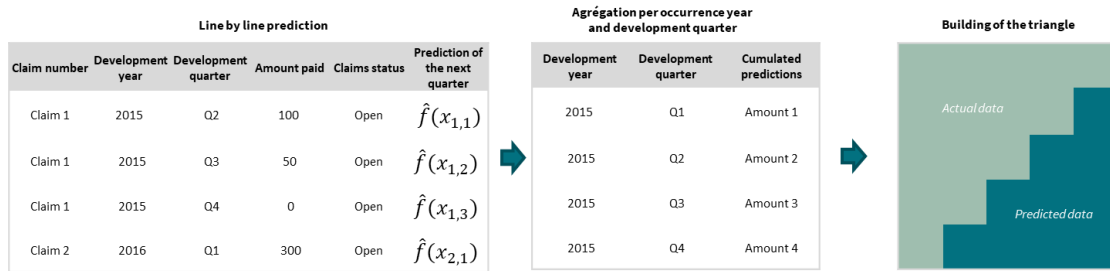 Line by line prediction
Claim number Development year Development quarter Amount paid Claims status Prediction of the next quarter
Claim 1 2015 Q2 100 Open f̂(x₁,₁)
Claim 1 2015 Q3 50 Open f̂(x₁,₂)
Claim 1 2015 Q4 0 Open f̂(x₁,₃)
Claim 2 2016 Q1 300 Open f̂(x₂,₁)
Agrégation per occurrence year
and development quarter
Development year Development quarter Cumulated predictions
2015 Q1 Amount 1
2015 Q2 Amount 2
2015 Q3 Amount 3
2015 Q4 Amount 4
Building of the triangle
Actual data
Predicted data